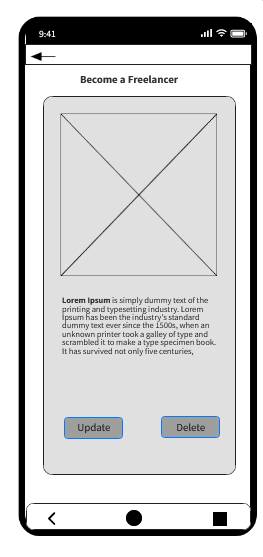 9:41
Become a Freelancer
Lorem Ipsum is simply dummy text of the
printing and typesetting industry. Lorem
Ipsum has been the industry's standard
dummy text ever since the 1500s, when an
unknown printer took a galley of type and
scrambled it to make a type specimen book.
It has survived not only five centuries,
Update Delete